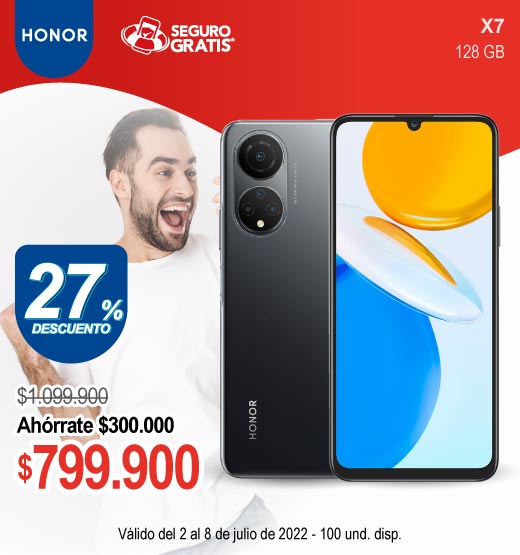 HONOR
SEGURO
GRATIS*
X7
128 GB
27%
DESCUENTO
$1.099.900
Ahórrate $300.000
$799.900
HONOR
Válido del 2 al 8 de julio de 2022 - 100 und. disp.